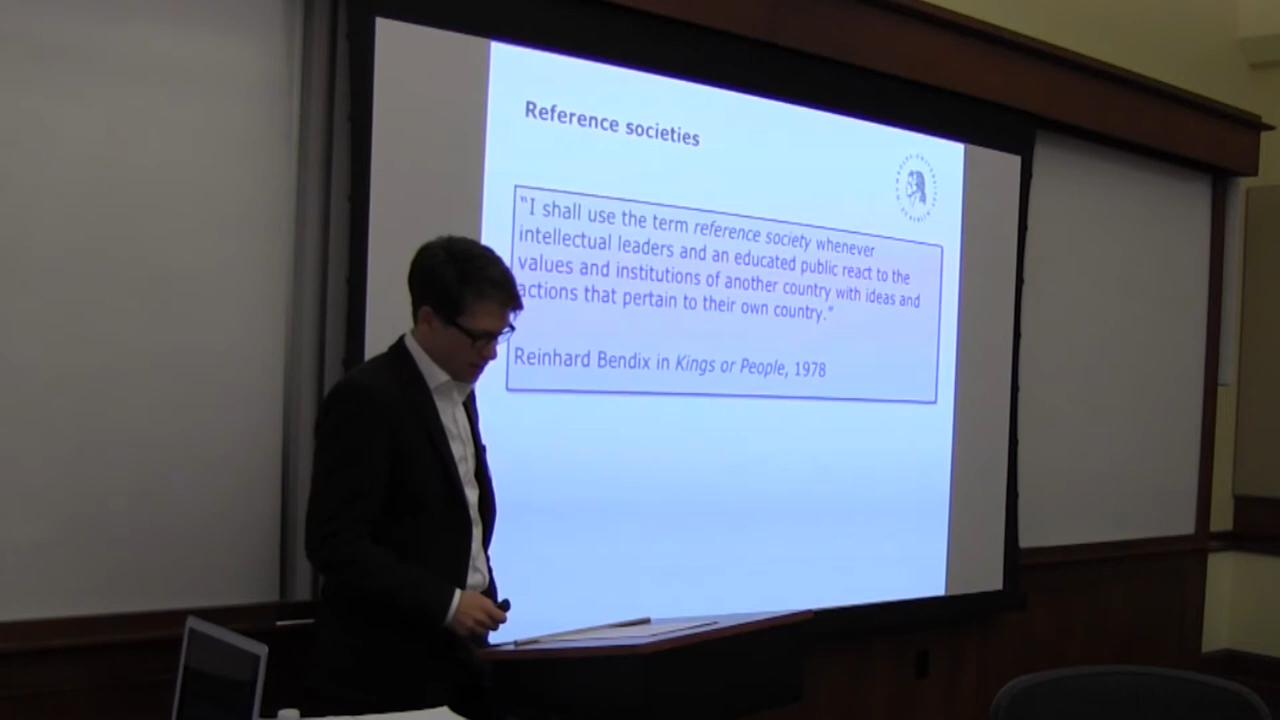 Reference societies
“I shall use the term reference society whenever
intellectual leaders and an educated public react to the
values and institutions of another country with ideas and
actions that pertain to their own country.”
Reinhard Bendix in Kings or People, 1978